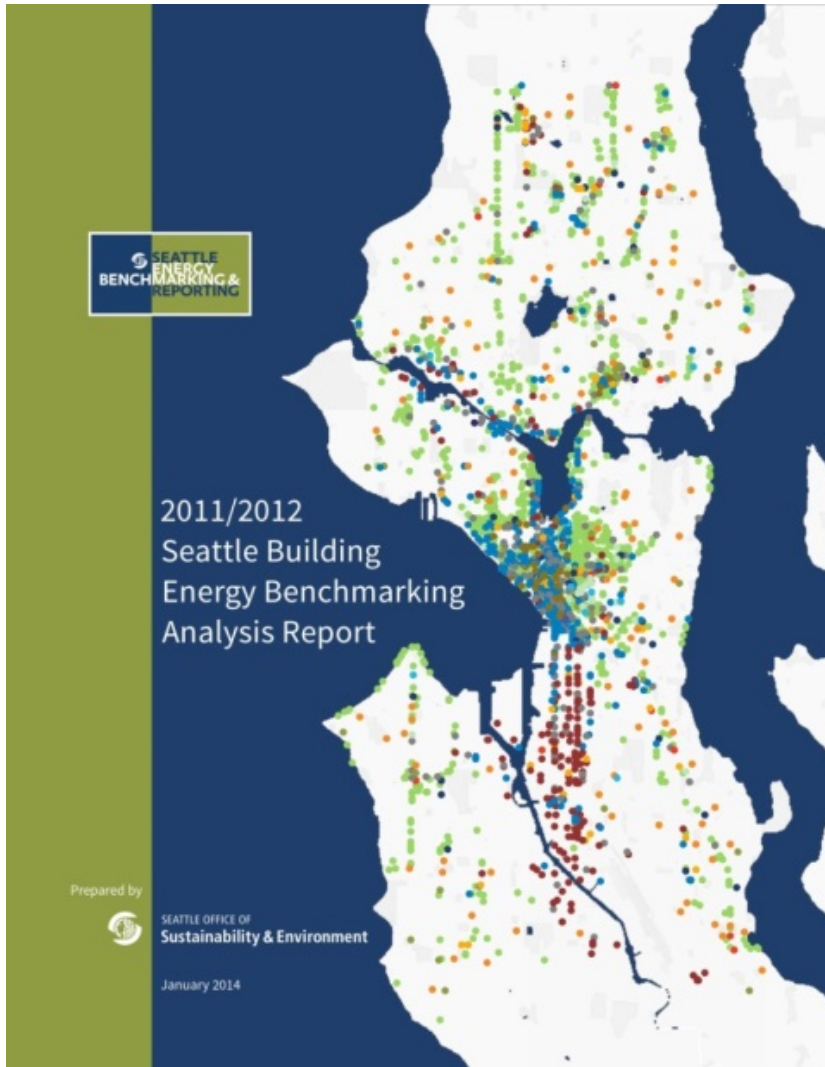 SEATTLE
ENERGY
BENCHMARKING &
REPORTING
2011/2012
Seattle Building
Energy Benchmarking
Analysis Report
Prepared by
SEATTLE OFFICE OF
Sustainability & Environment
January 2014